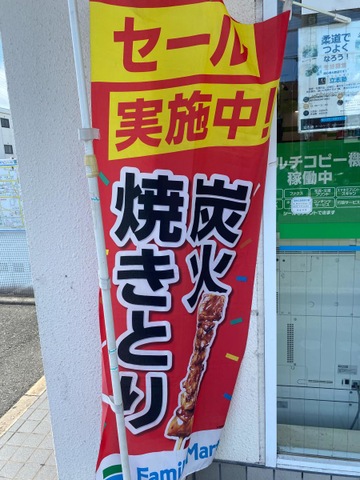 セール
実施中!
炭火
焼きとり
FamilyMart
柔道で
つよく
なろう!
マルチコピー機
稼働中